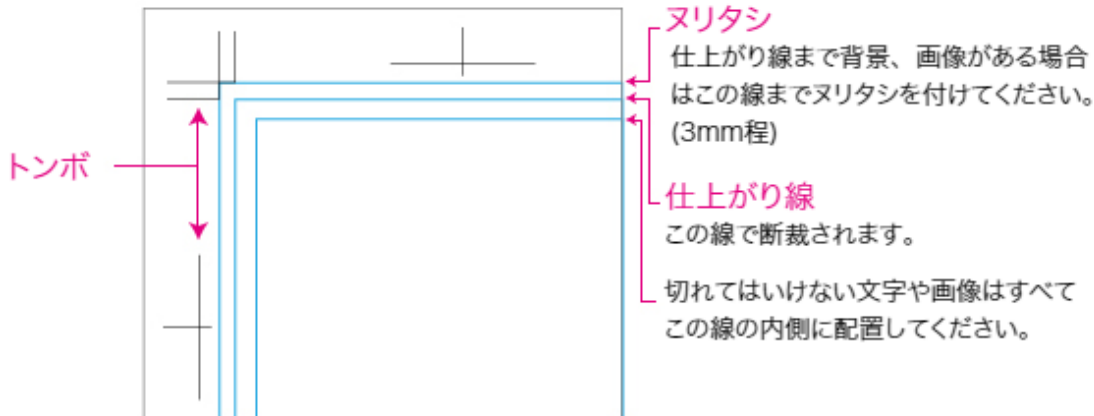 ヌリタシ
仕上がり線まで背景、画像がある場合
はこの線までヌリタシを付けてください。
(3mm程)
トンボ
仕上がり線
この線で断裁されます。
切れてはいけない文字や画像はすべて
この線の内側に配置してください。